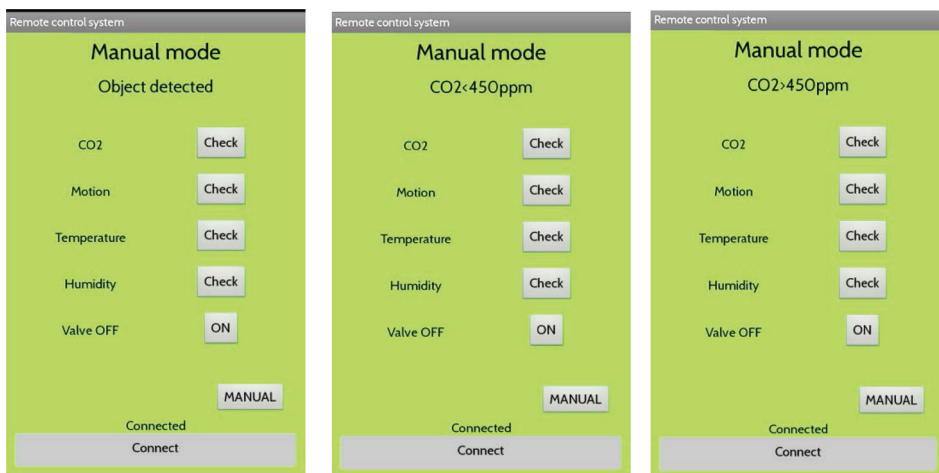 Remote control system
Manual mode
Object detected
CO2 Check
Motion Check
Temperature Check
Humidity Check
Valve OFF ON
MANUAL
Connected
Connect
Remote control system
Manual mode
CO2<450ppm
CO2 Check
Motion Check
Temperature Check
Humidity Check
Valve OFF ON
MANUAL
Connected
Connect
Remote control system
Manual mode
CO2>450ppm
CO2 Check
Motion Check
Temperature Check
Humidity Check
Valve OFF ON
MANUAL
Connected
Connect